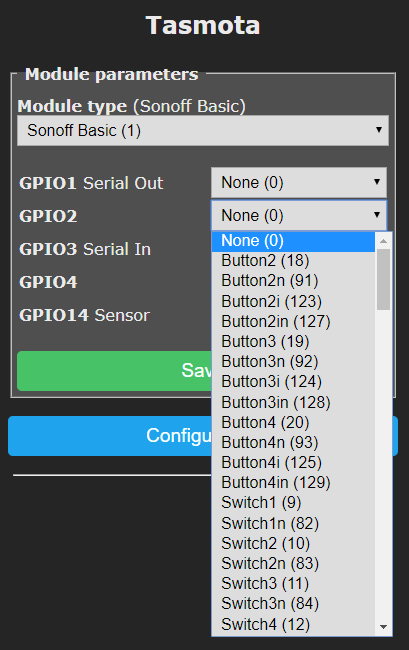 Tasmota
Module parameters
Module type (Sonoff Basic)
Sonoff Basic (1)
GPIO1 Serial Out None (0)
GPIO2 None (0)
GPIO3 Serial In
GPIO4
GPIO14 Sensor
Sav
Configu
None (0)
Button2 (18)
Button2n (91)
Button2i (123)
Button2in (127)
Button3 (19)
Button3n (92)
Button3i (124)
Button3in (128)
Button4 (20)
Button4n (93)
Button4i (125)
Button4in (129)
Switch1 (9)
Switch1n (82)
Switch2 (10)
Switch2n (83)
Switch3 (11)
Switch3n (84)
Switch4 (12)